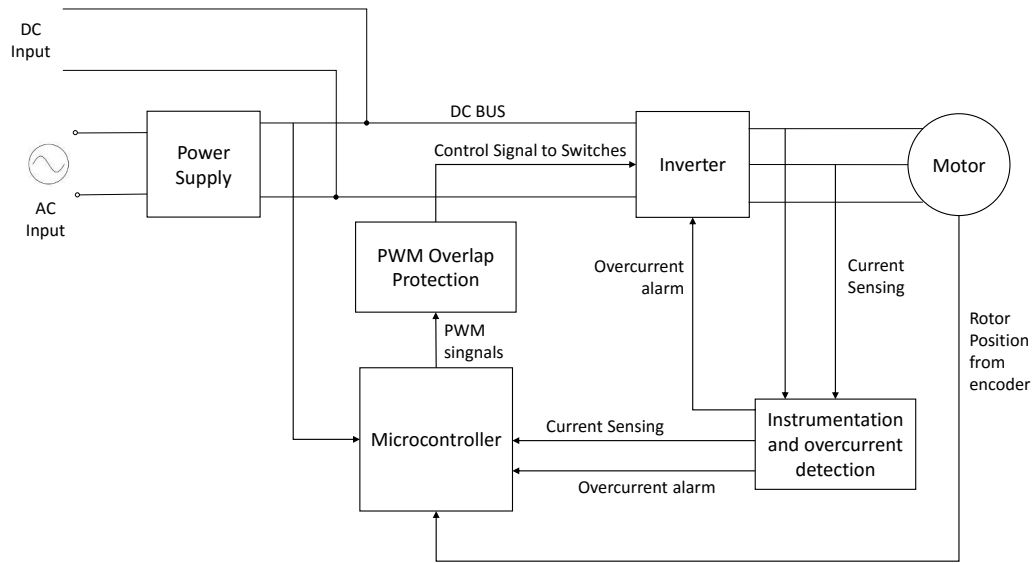 DC
Input
DC BUS
Control Signal to Switches
Power
Supply
Inverter
Motor
AC
Input
PWM Overlap
Protection
Overcurrent
alarm
Current
Sensing
Rotor
Position
from
encoder
PWM
singnals
Microcontroller
Current Sensing
Overcurrent alarm
Instrumentation
and overcurrent
detection